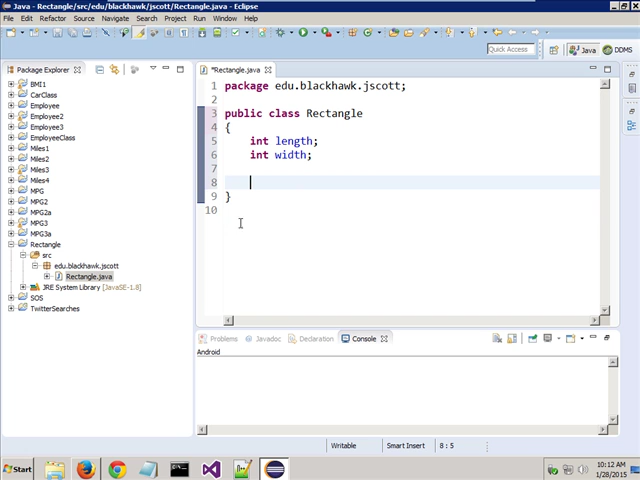 Java - Rectangle/src/edu/blackhawk/jscott/Rectangle.java - Eclipse
File Edit Refactor Source Navigate Search Project Run Window Help
Quick Access
Java
DDMS
Package Explorer
*Rectangle.java
BMI1
CarClass
Employee
Employee2
Employee3
EmployeeClass
Miles1
Miles2
Miles3
Miles4
MPG
MPG2
MPG2a
MPG3
MPG3a
Rectangle
src
edu.blackhawk.jscott
Rectangle.java
JRE System Library [JavaSE-1.8]
SOS
TwitterSearches
1 package edu.blackhawk.jscott;
2
3 public class Rectangle
4 {
5 int length;
6 int width;
7
8
9 }
10
Problems Javadoc Declaration Console
Android
Writable Smart Insert 8 : 5
Start
10:12 AM
1/28/2015